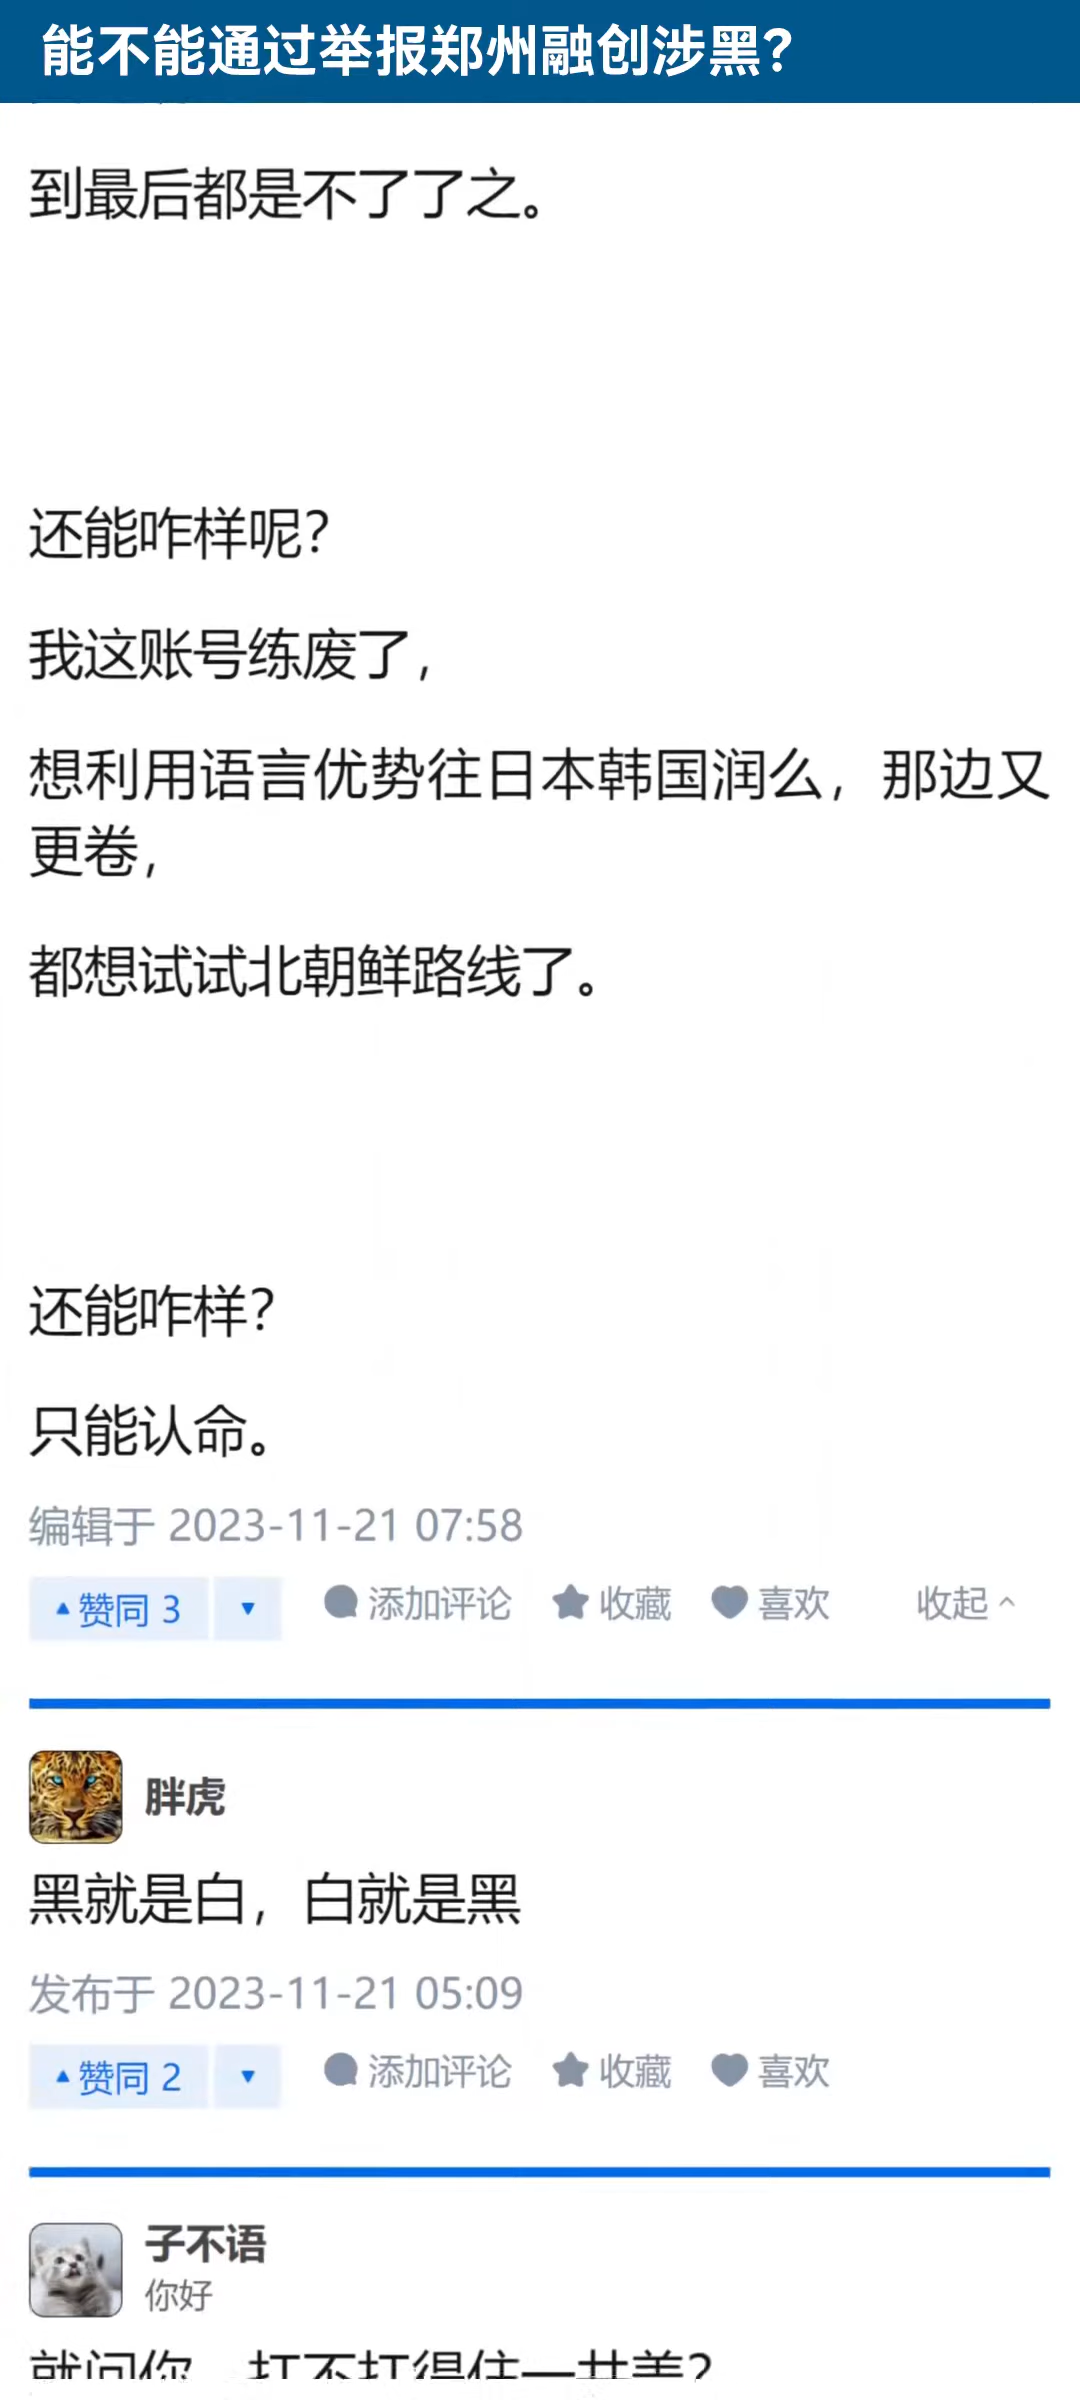 能不能通过举报郑州融创涉黑?
到最后都是不了了之。
还能咋样呢?
我这账号练废了,
想利用语言优势往日本韩国润么,那边又
更卷,
都想试试北朝鲜路线了。
还能咋样?
只能认命。
编辑于 2023-11-21 07:58
赞同 3
添加评论
收藏
喜欢
收起
胖虎
黑就是白,白就是黑
发布于 2023-11-21 05:09
赞同 2
添加评论
收藏
喜欢
子不语
你好
就问你